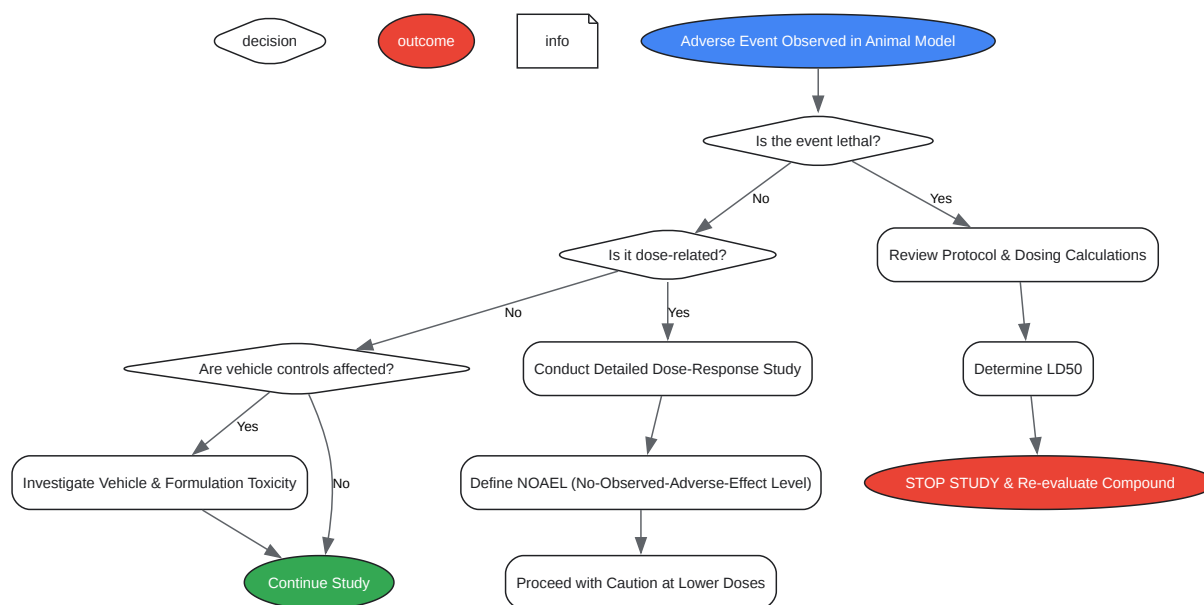 decision
outcome
info
Adverse Event Observed in Animal Model
Is the event lethal?
No
Yes
Is it dose-related?
Review Protocol & Dosing Calculations
No
Yes
Are vehicle controls affected?
Conduct Detailed Dose-Response Study
Determine LD50
Yes
No
Investigate Vehicle & Formulation Toxicity
Define NOAEL (No-Observed-Adverse-Effect Level)
STOP STUDY & Re-evaluate Compound
Continue Study
Proceed with Caution at Lower Doses